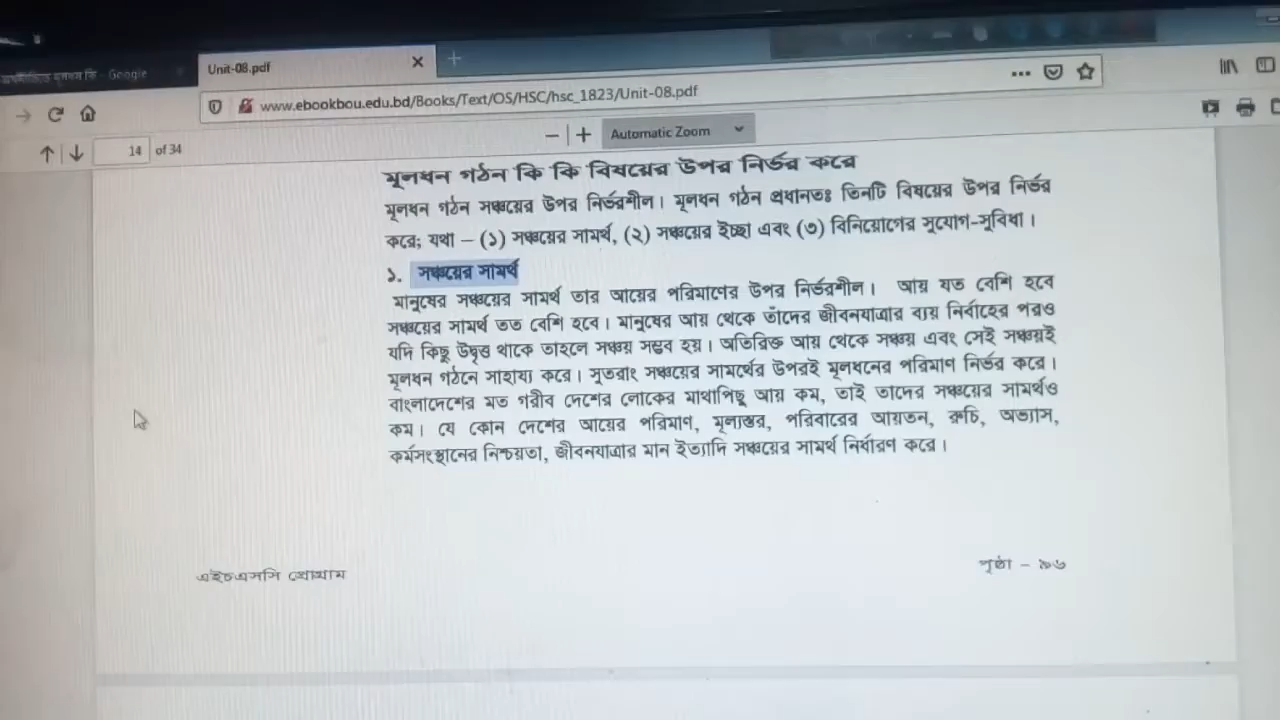 অর্থনীতিতে মূলধন কি - Google
Unit-08.pdf
www.ebookbou.edu.bd/Books/Text/OS/HSC/hsc_1823/Unit-08.pdf
14 of 34
Automatic Zoom
মূলধন গঠন কি কি বিষয়ের উপর নির্ভর করে
মূলধন গঠন সঞ্চয়ের উপর নির্ভরশীল। মূলধন গঠন প্রধানতঃ তিনটি বিষয়ের উপর নির্ভর
করে; যথা – (১) সঞ্চয়ের সামর্থ, (২) সঞ্চয়ের ইচ্ছা এবং (৩) বিনিয়োগের সুযোগ-সুবিধা।
১. সঞ্চয়ের সামর্থ
মানুষের সঞ্চয়ের সামর্থ তার আয়ের পরিমাণের উপর নির্ভরশীল। আয় যত বেশি হবে
সঞ্চয়ের সামর্থ তত বেশি হবে। মানুষের আয় থেকে তাঁদের জীবনযাত্রার ব্যয় নির্বাহের পরও
যদি কিছু উদ্বৃত্ত থাকে তাহলে সঞ্চয় সম্ভব হয়। অতিরিক্ত আয় থেকে সঞ্চয় এবং সেই সঞ্চয়ই
মূলধন গঠনে সাহায্য করে। সুতরাং সঞ্চয়ের সামর্থের উপরই মূলধনের পরিমাণ নির্ভর করে।
বাংলাদেশের মত গরীব দেশের লোকের মাথাপিছু আয় কম, তাই তাদের সঞ্চয়ের সামর্থও
কম। যে কোন দেশের আয়ের পরিমাণ, মূল্যস্তর, পরিবারের আয়তন, রুচি, অভ্যাস,
কর্মসংস্থানের নিশ্চয়তা, জীবনযাত্রার মান ইত্যাদি সঞ্চয়ের সামর্থ নির্ধারণ করে।
এইচএসসি প্রোগ্রাম
পৃষ্ঠা – ৯৬